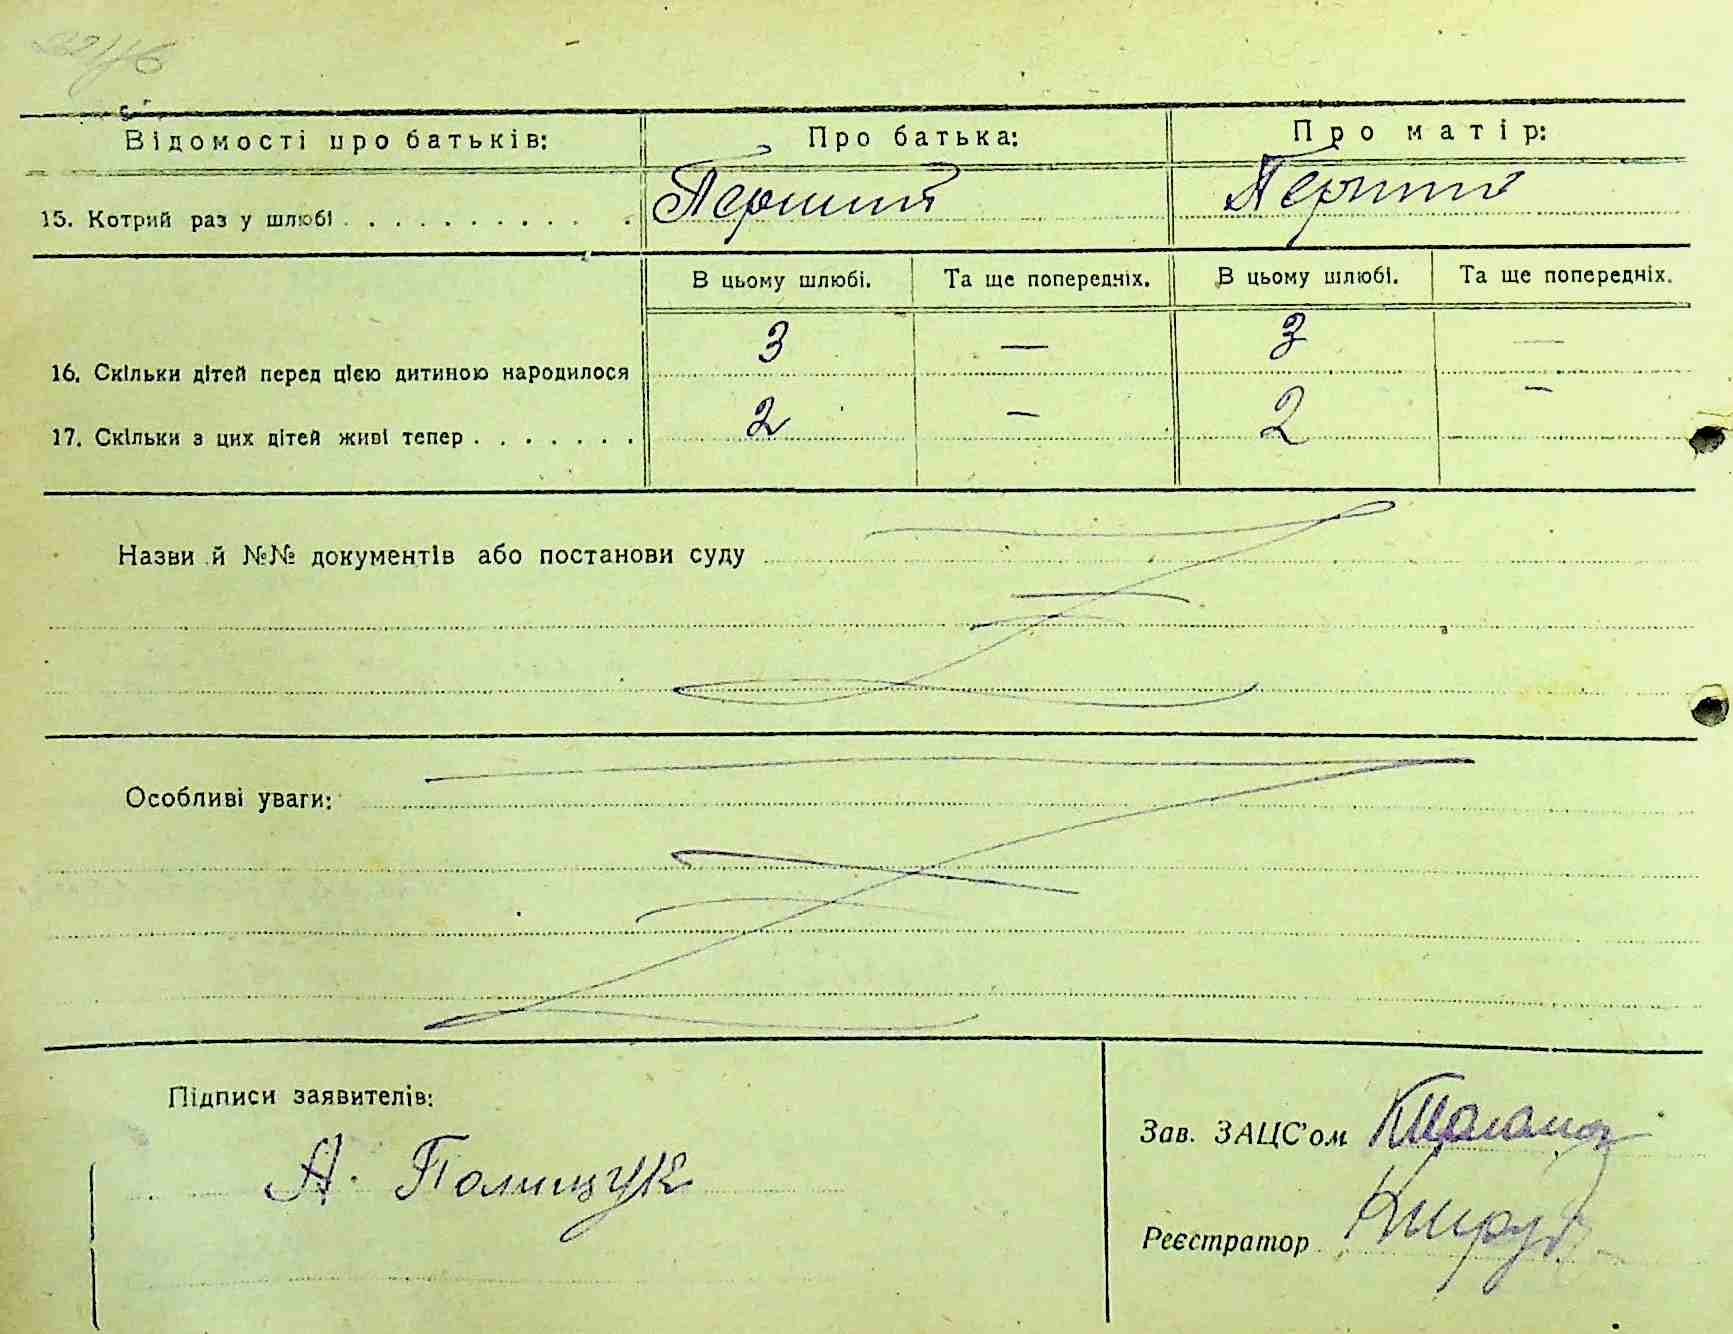 Відомості про батьків: Про батька: Про матір:
15. Котрий раз у шлюбі . . . . . . . . . . . Перший Перший
В цьому шлюбі. Та ще попередніх. В цьому шлюбі. Та ще попередніх.
16. Скільки дітей перед цією дитиною народилося 3 — 3 —
17. Скільки з цих дітей живі тепер . . . . . . . 2 — 2 —
Назви й №№ документів або постанови суду
Особливі уваги:
Підписи заявителів:
А. Полищук
Зав. ЗАЦС'ом
Реєстратор